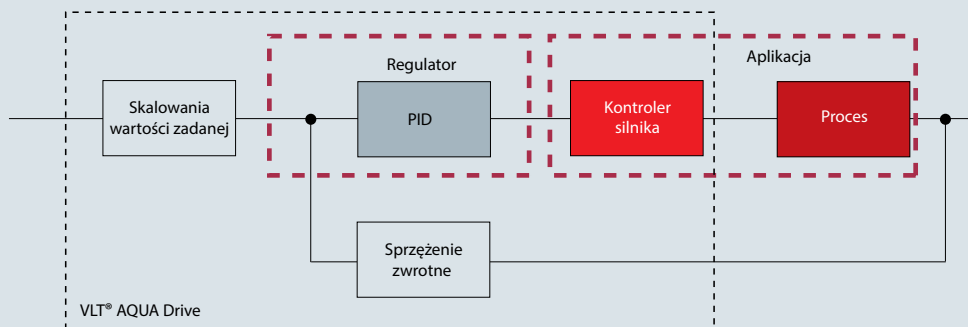 Regulator
Aplikacja
Skalowania
wartości zadanej
PID
Kontroler
silnika
Proces
Sprzężenie
zwrotne
VLT® AQUA Drive